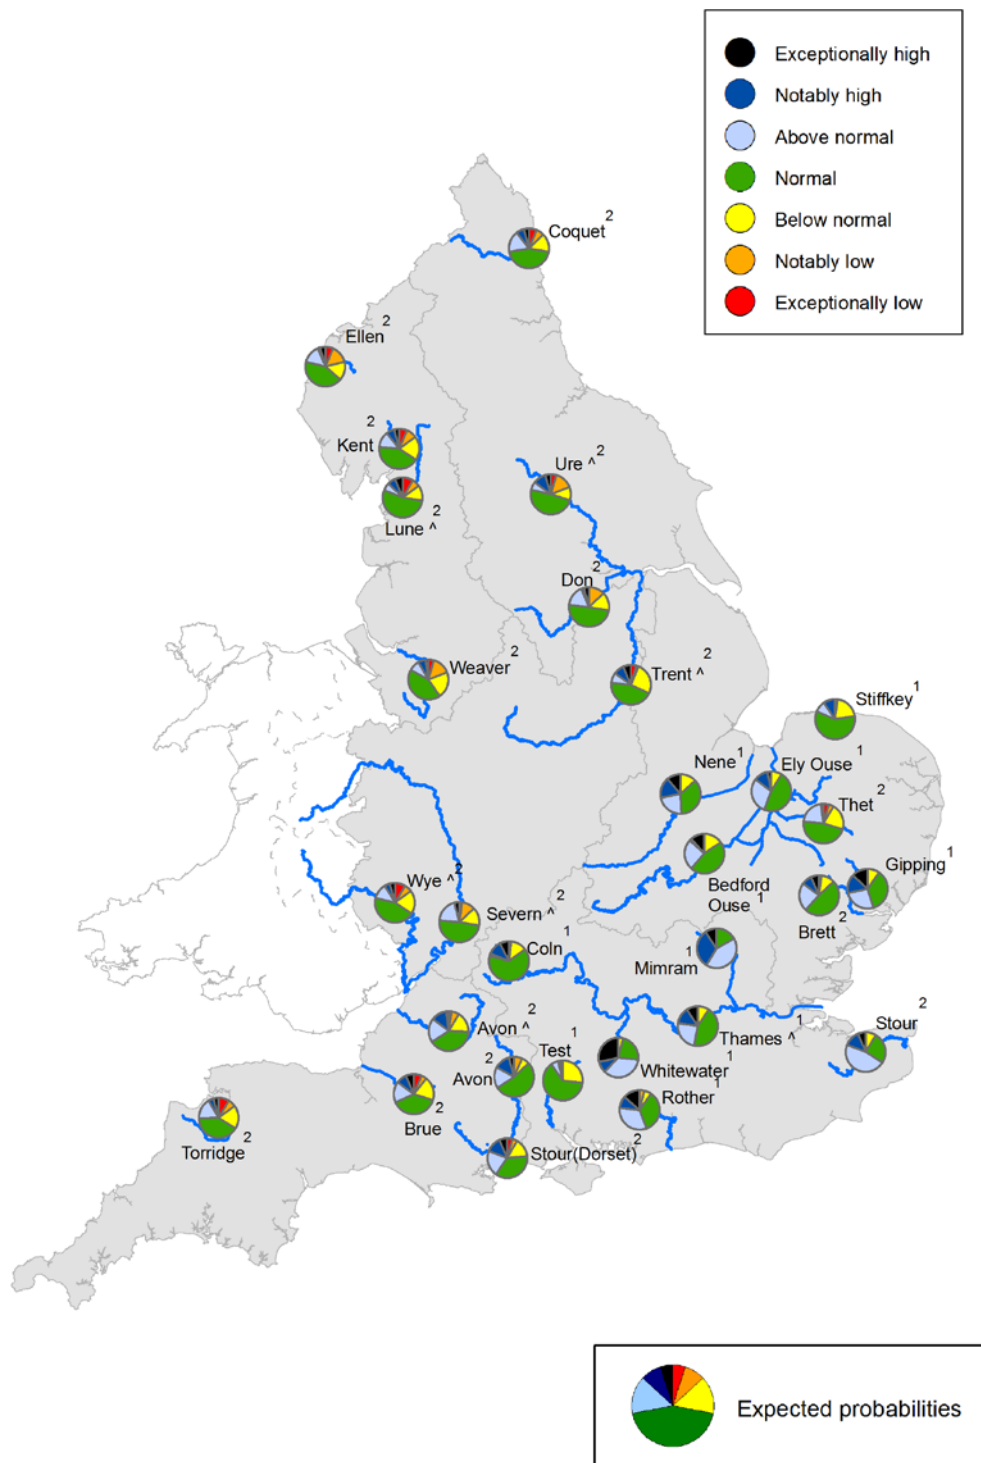 Exceptionally high
Notably high
Above normal
Normal
Below normal
Notably low
Exceptionally low
Coquet 2
Ellen 2
Kent 2
Lune ^ 2
Ure ^ 2
Don 2
Weaver 2
Trent ^ 2
Stiffkey 1
Nene 1
Ely Ouse 1
Thet 2
Gipping 1
Bedford
Ouse 1
Brett 2
Wye ^ 2
Severn ^ 2
Coln 1
Mimram 1
Avon ^ 2
Thames ^ 1
Stour 2
Avon 2
Test 1
Whitewater 1
Rother 1
Brue 2
Stour(Dorset) 2
Torridge 2
Expected probabilities